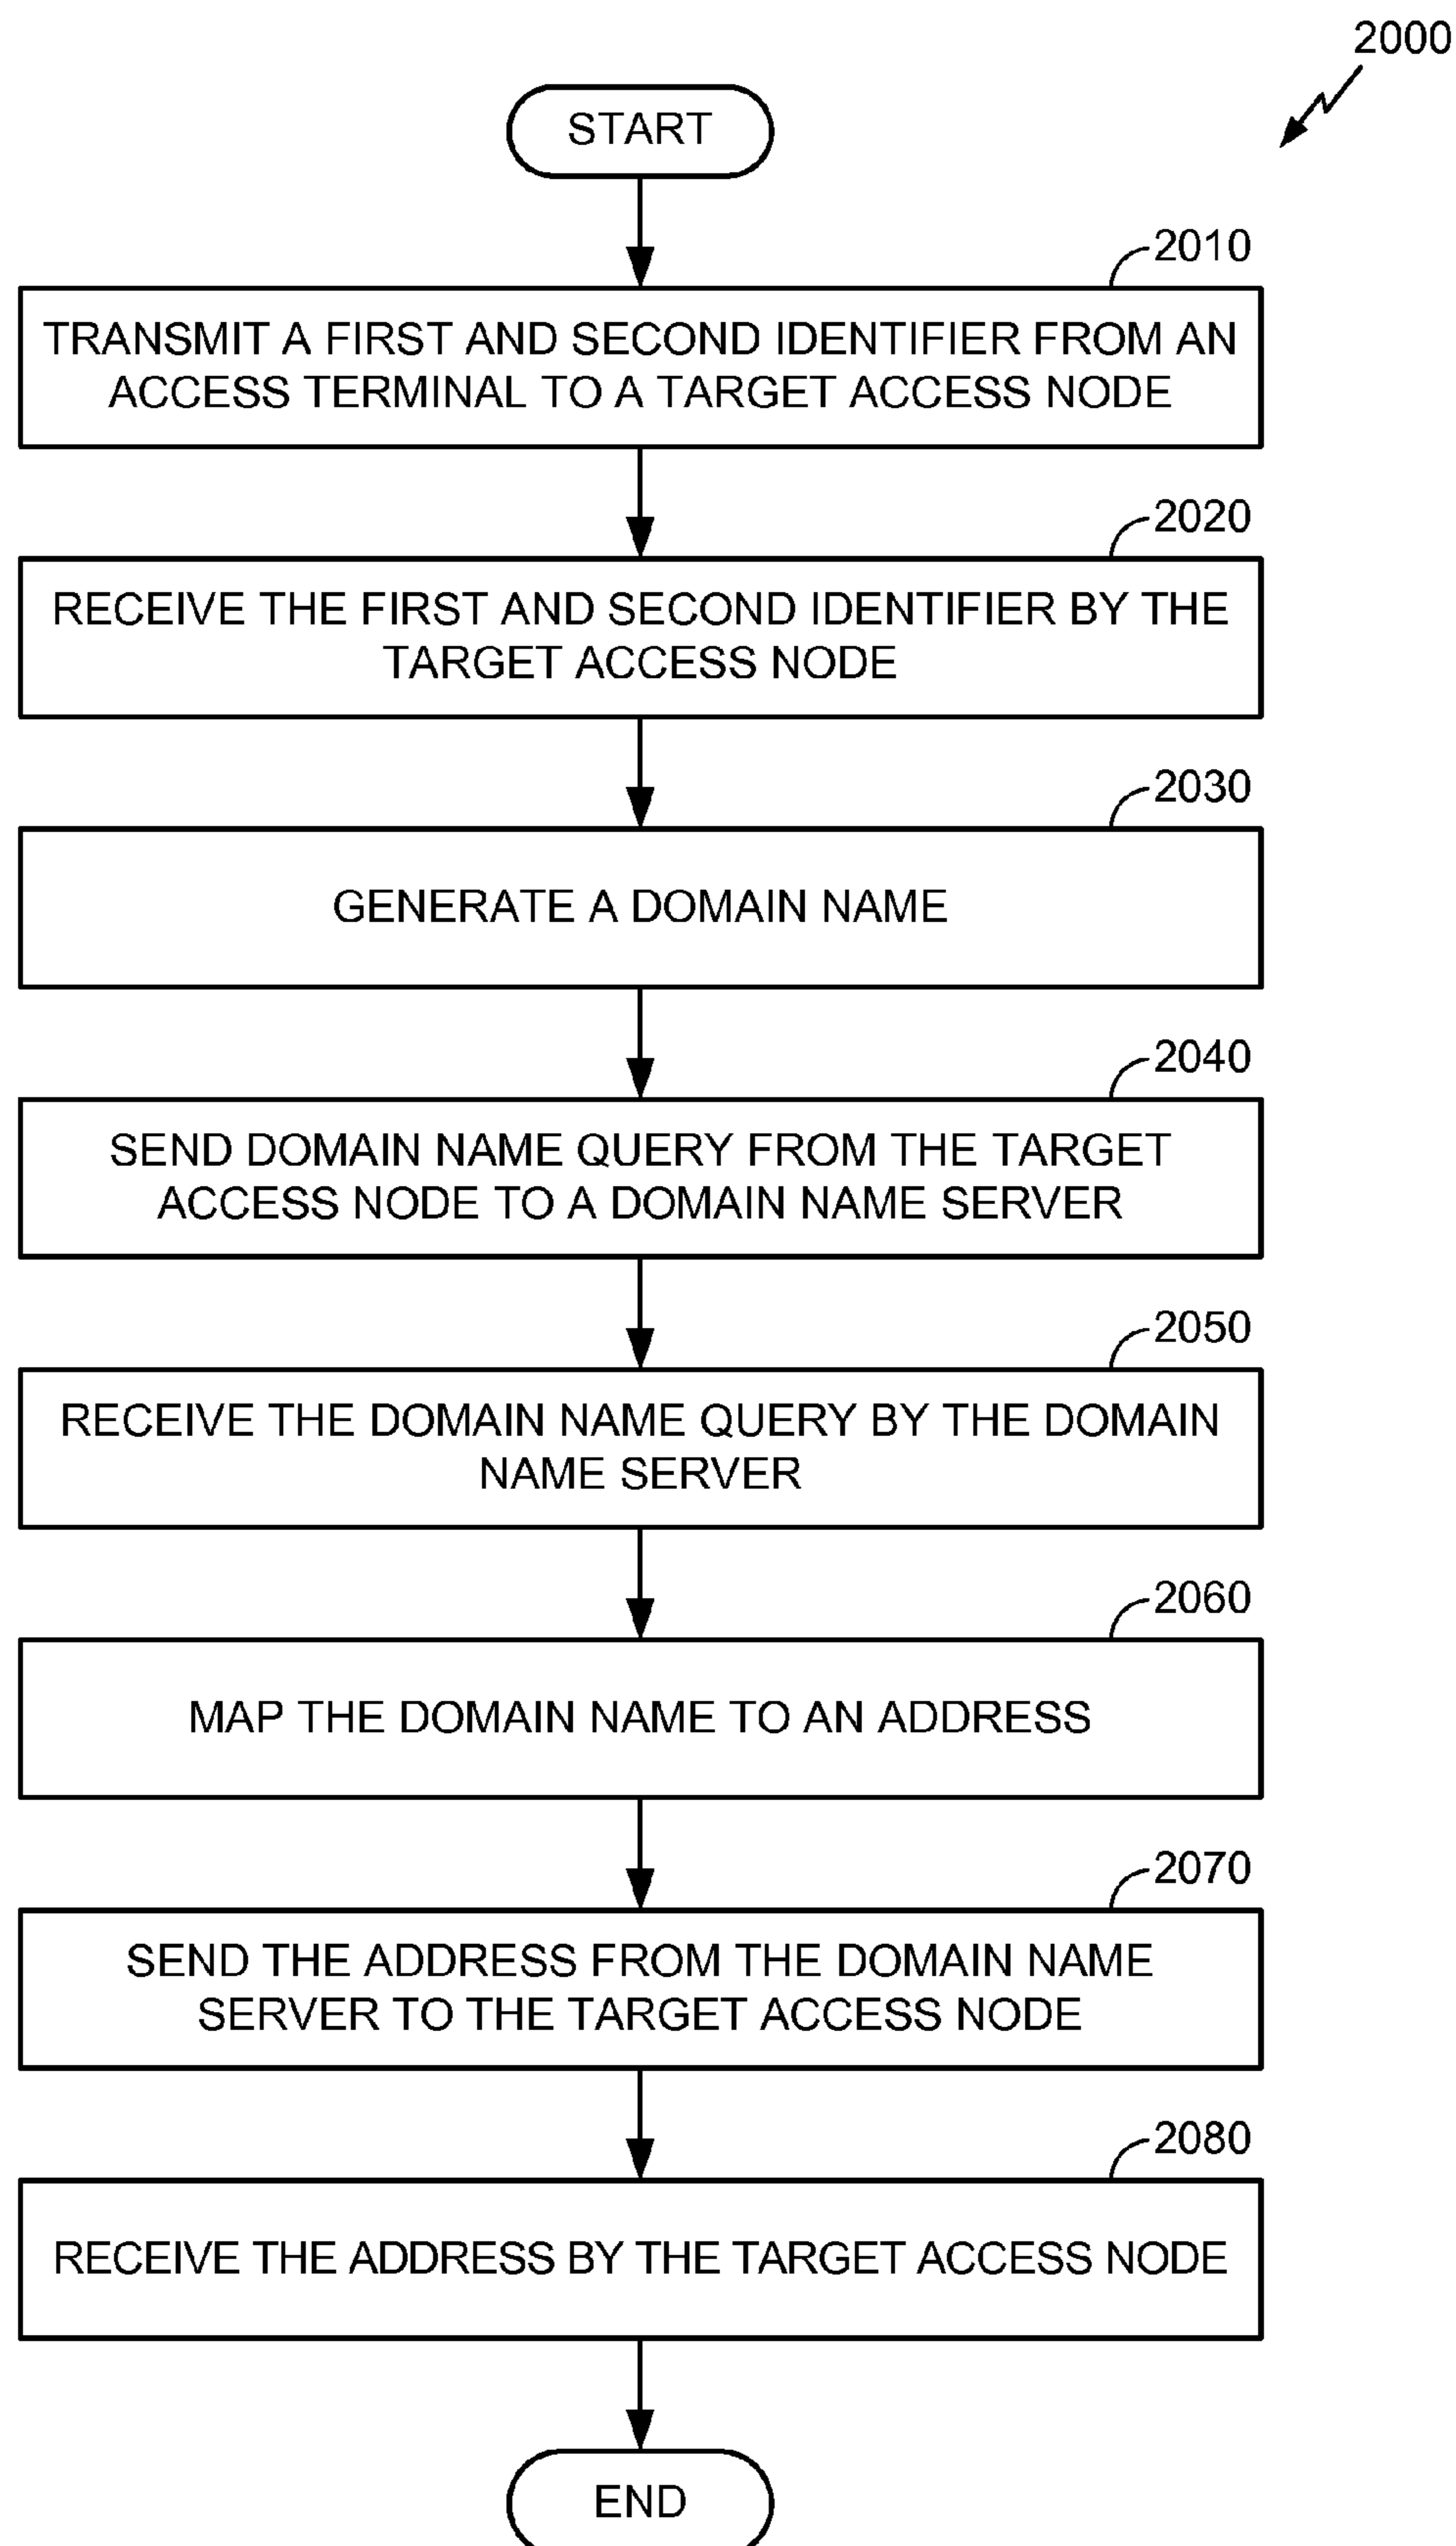 2000
START
2010
TRANSMIT A FIRST AND SECOND IDENTIFIER FROM AN
ACCESS TERMINAL TO A TARGET ACCESS NODE
2020
RECEIVE THE FIRST AND SECOND IDENTIFIER BY THE
TARGET ACCESS NODE
2030
GENERATE A DOMAIN NAME
2040
SEND DOMAIN NAME QUERY FROM THE TARGET
ACCESS NODE TO A DOMAIN NAME SERVER
2050
RECEIVE THE DOMAIN NAME QUERY BY THE DOMAIN
NAME SERVER
2060
MAP THE DOMAIN NAME TO AN ADDRESS
2070
SEND THE ADDRESS FROM THE DOMAIN NAME
SERVER TO THE TARGET ACCESS NODE
2080
RECEIVE THE ADDRESS BY THE TARGET ACCESS NODE
END